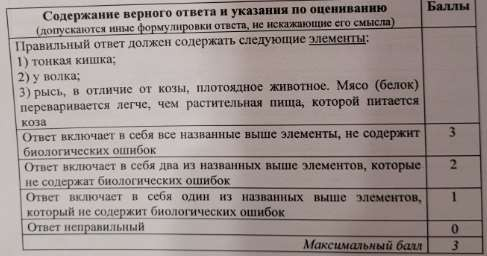 Содержание верного ответа и указания по оцениванию
(допускаются иные формулировки ответа, не искажающие его смысла)
Баллы
Правильный ответ должен содержать следующие элементы:
1) тонкая кишка;
2) у волка;
3) рысь, в отличие от козы, плотоядное животное. Мясо (белок)
переваривается легче, чем растительная пища, которой питается
коза
Ответ включает в себя все названные выше элементы, не содержит
биологических ошибок
3
Ответ включает в себя два из названных выше элементов, которые
не содержат биологических ошибок
2
Ответ включает в себя один из названных выше элементов,
который не содержит биологических ошибок
1
Ответ неправильный
0
Максимальный балл
3